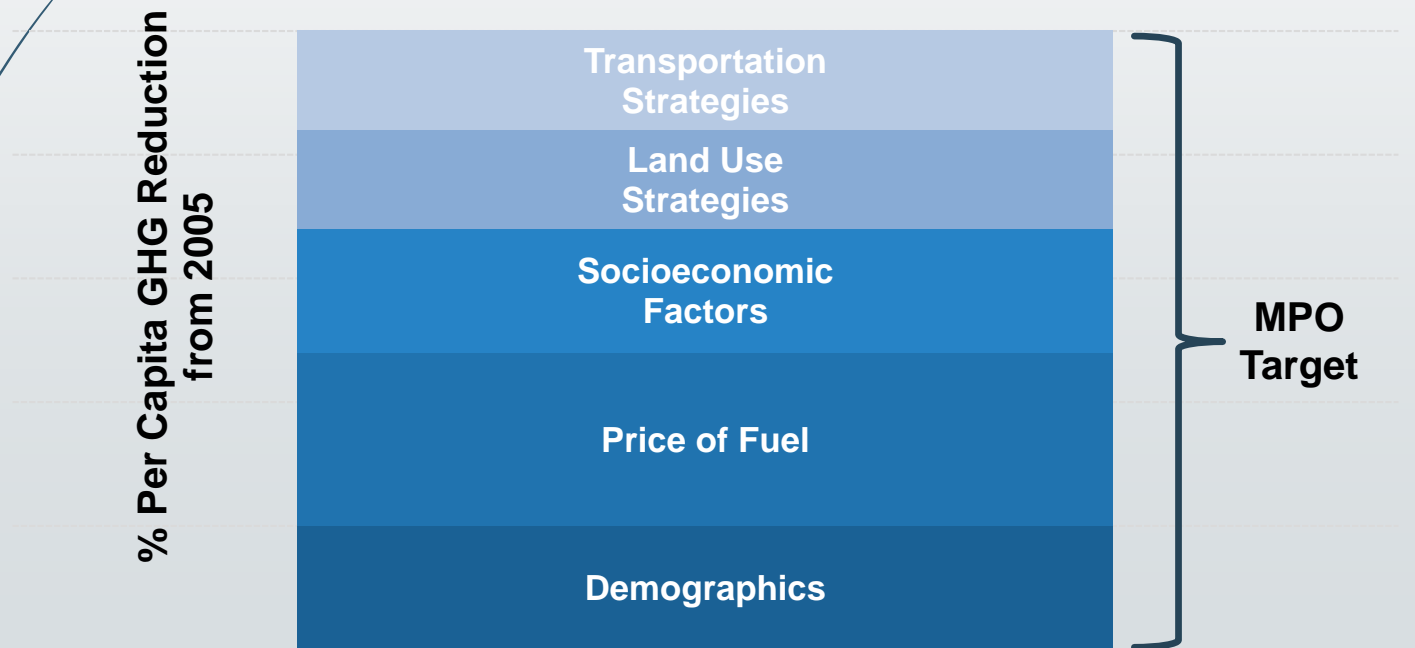 % Per Capita GHG Reduction
from 2005
Transportation
Strategies
Land Use
Strategies
Socioeconomic
Factors
Price of Fuel
Demographics
MPO
Target